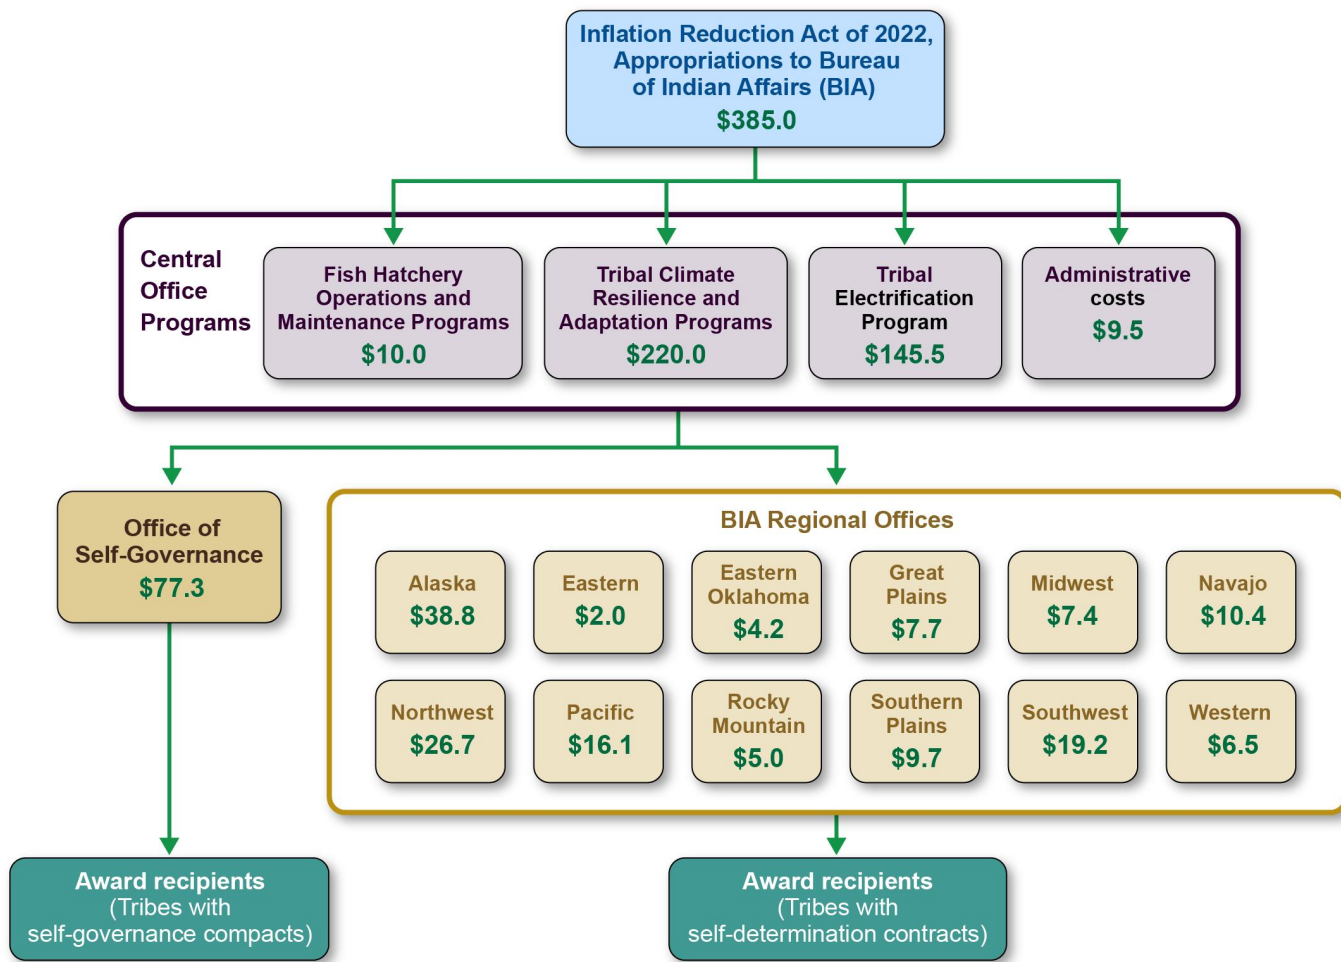 Inflation Reduction Act of 2022,
Appropriations to Bureau
of Indian Affairs (BIA)
$385.0
Central
Office
Programs
Fish Hatchery
Operations and
Maintenance Programs
$10.0
Tribal Climate
Resilience and
Adaptation Programs
$220.0
Tribal
Electrification
Program
$145.5
Administrative
costs
$9.5
Office of
Self-Governance
$77.3
BIA Regional Offices
Alaska
$38.8
Eastern
$2.0
Eastern
Oklahoma
$4.2
Great
Plains
$7.7
Midwest
$7.4
Navajo
$10.4
Northwest
$26.7
Pacific
$16.1
Rocky
Mountain
$5.0
Southern
Plains
$9.7
Southwest
$19.2
Western
$6.5
Award recipients
(Tribes with
self-governance compacts)
Award recipients
(Tribes with
self-determination contracts)